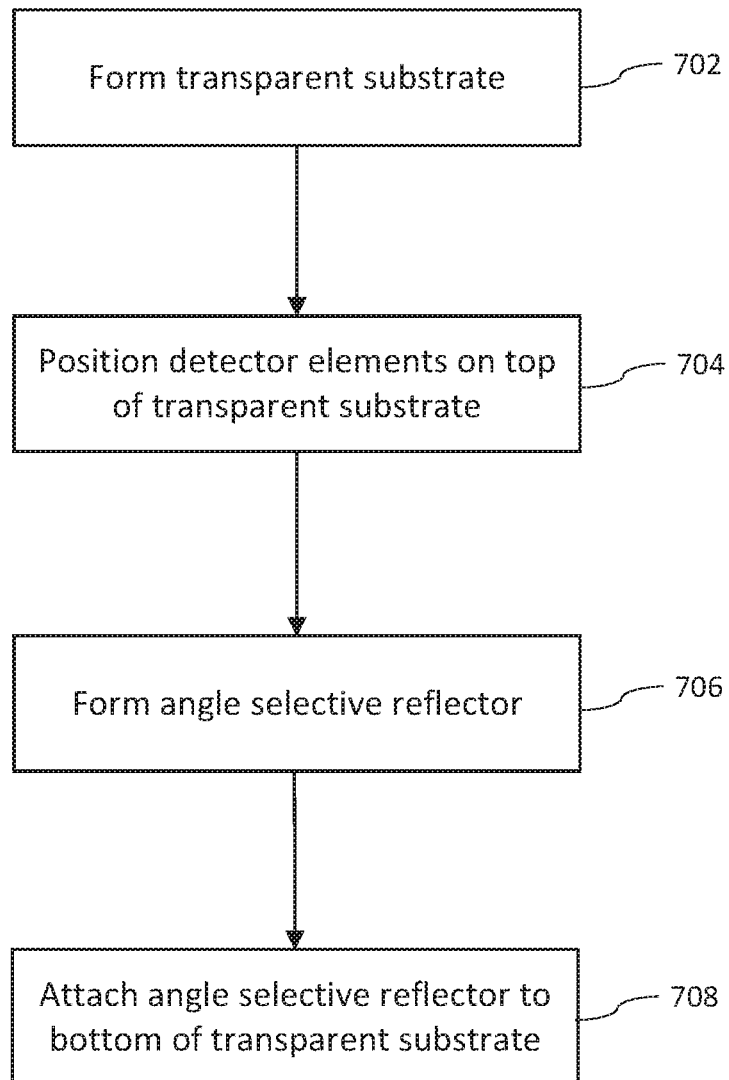 Form transparent substrate
702
Position detector elements on top
of transparent substrate
704
Form angle selective reflector
706
Attach angle selective reflector to
bottom of transparent substrate
708